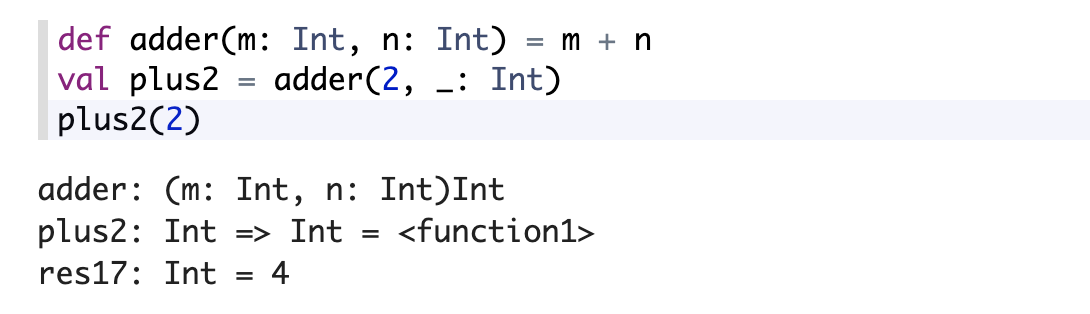 def adder(m: Int, n: Int) = m + n
val plus2 = adder(2, _: Int)
plus2(2)
adder: (m: Int, n: Int)Int
plus2: Int => Int = <function1>
res17: Int = 4